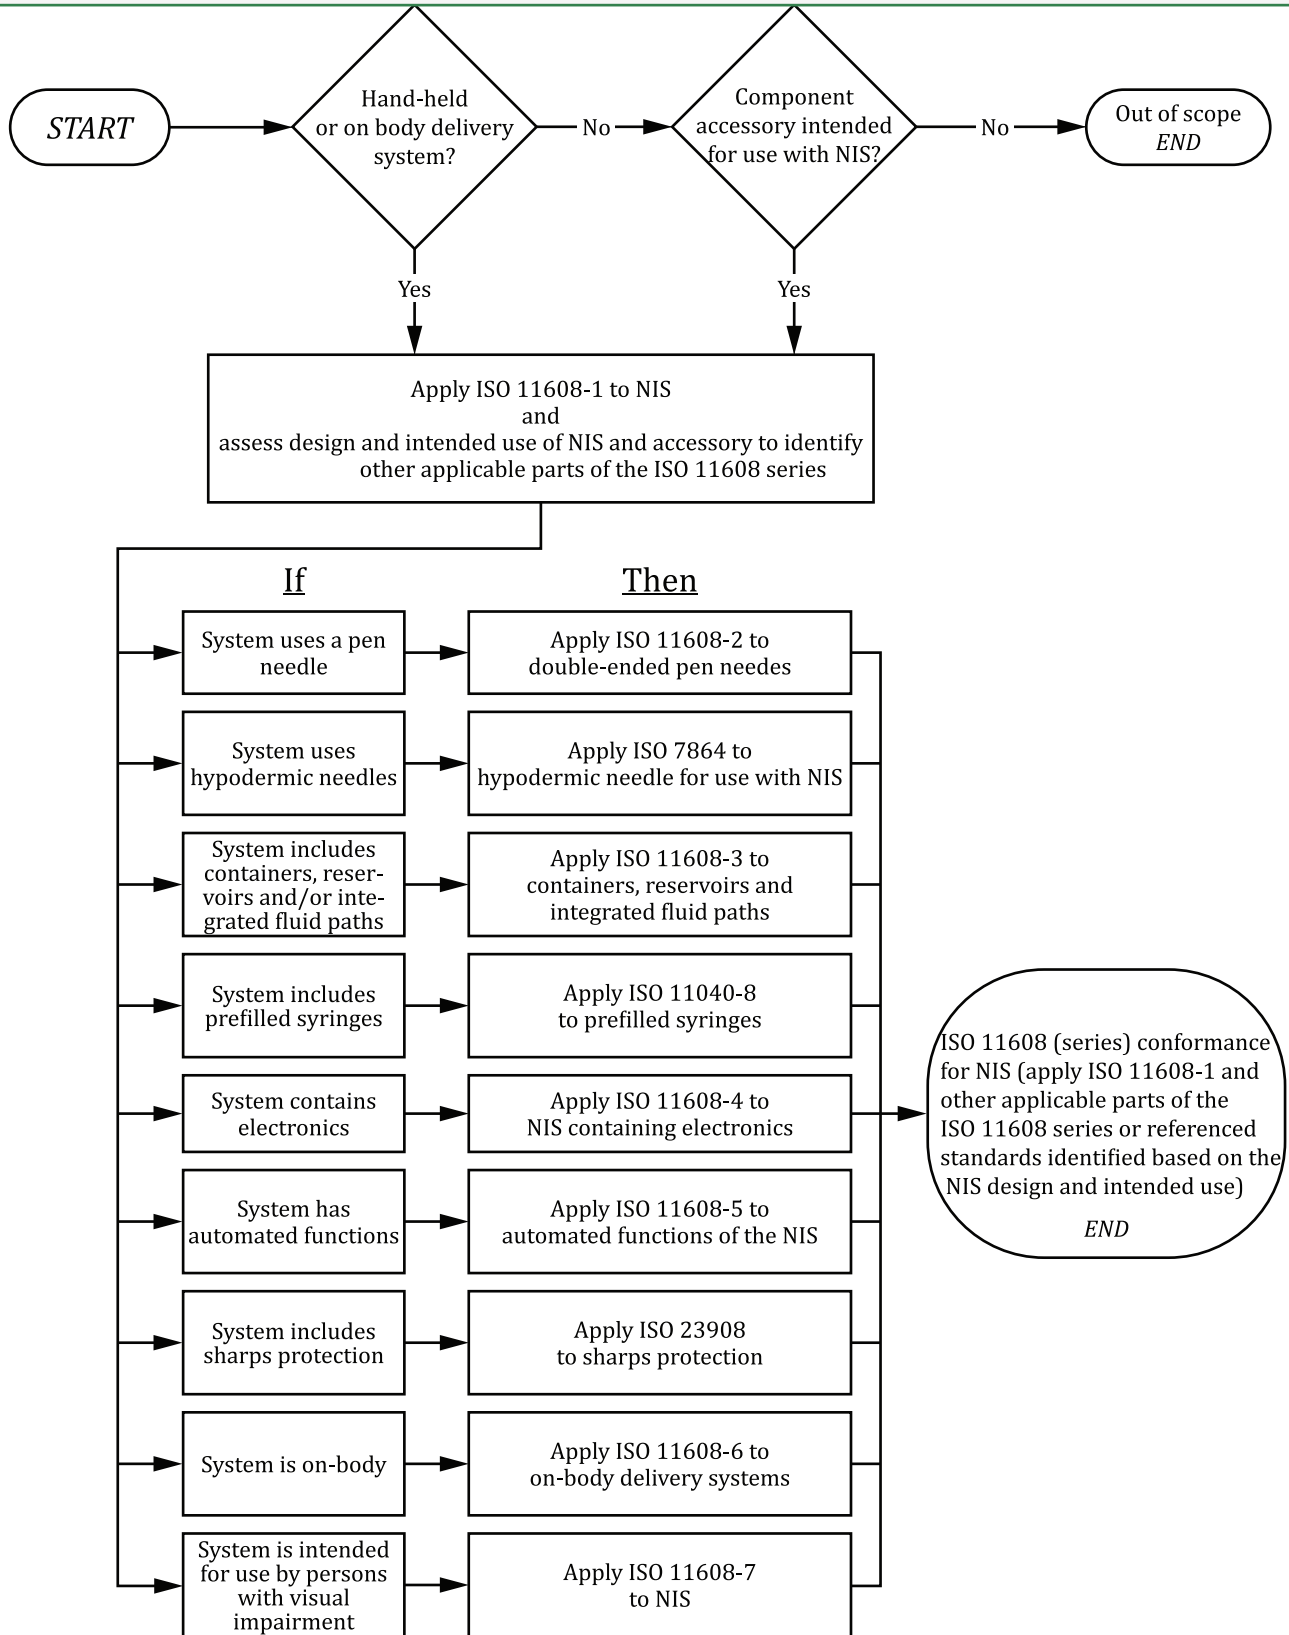 START
Hand-held
or on body delivery
system?
No
Component
accessory intended
for use with NIS?
No
Out of scope
END
Yes
Yes
Apply ISO 11608-1 to NIS
and
assess design and intended use of NIS and accessory to identify
other applicable parts of the ISO 11608 series
If
Then
System uses a pen
needle
Apply ISO 11608-2 to
double-ended pen needes
System uses
hypodermic needles
Apply ISO 7864 to
hypodermic needle for use with NIS
System includes
containers, reser-
voirs and/or inte-
grated fluid paths
Apply ISO 11608-3 to
containers, reservoirs and
integrated fluid paths
System includes
prefilled syringes
Apply ISO 11040-8
to prefilled syringes
System contains
electronics
Apply ISO 11608-4 to
NIS containing electronics
System has
automated functions
Apply ISO 11608-5 to
automated functions of the NIS
System includes
sharps protection
Apply ISO 23908
to sharps protection
System is on-body
Apply ISO 11608-6 to
on-body delivery systems
System is intended
for use by persons
with visual
impairment
Apply ISO 11608-7
to NIS
ISO 11608 (series) conformance
for NIS (apply ISO 11608-1 and
other applicable parts of the
ISO 11608 series or referenced
standards identified based on the
NIS design and intended use)
END